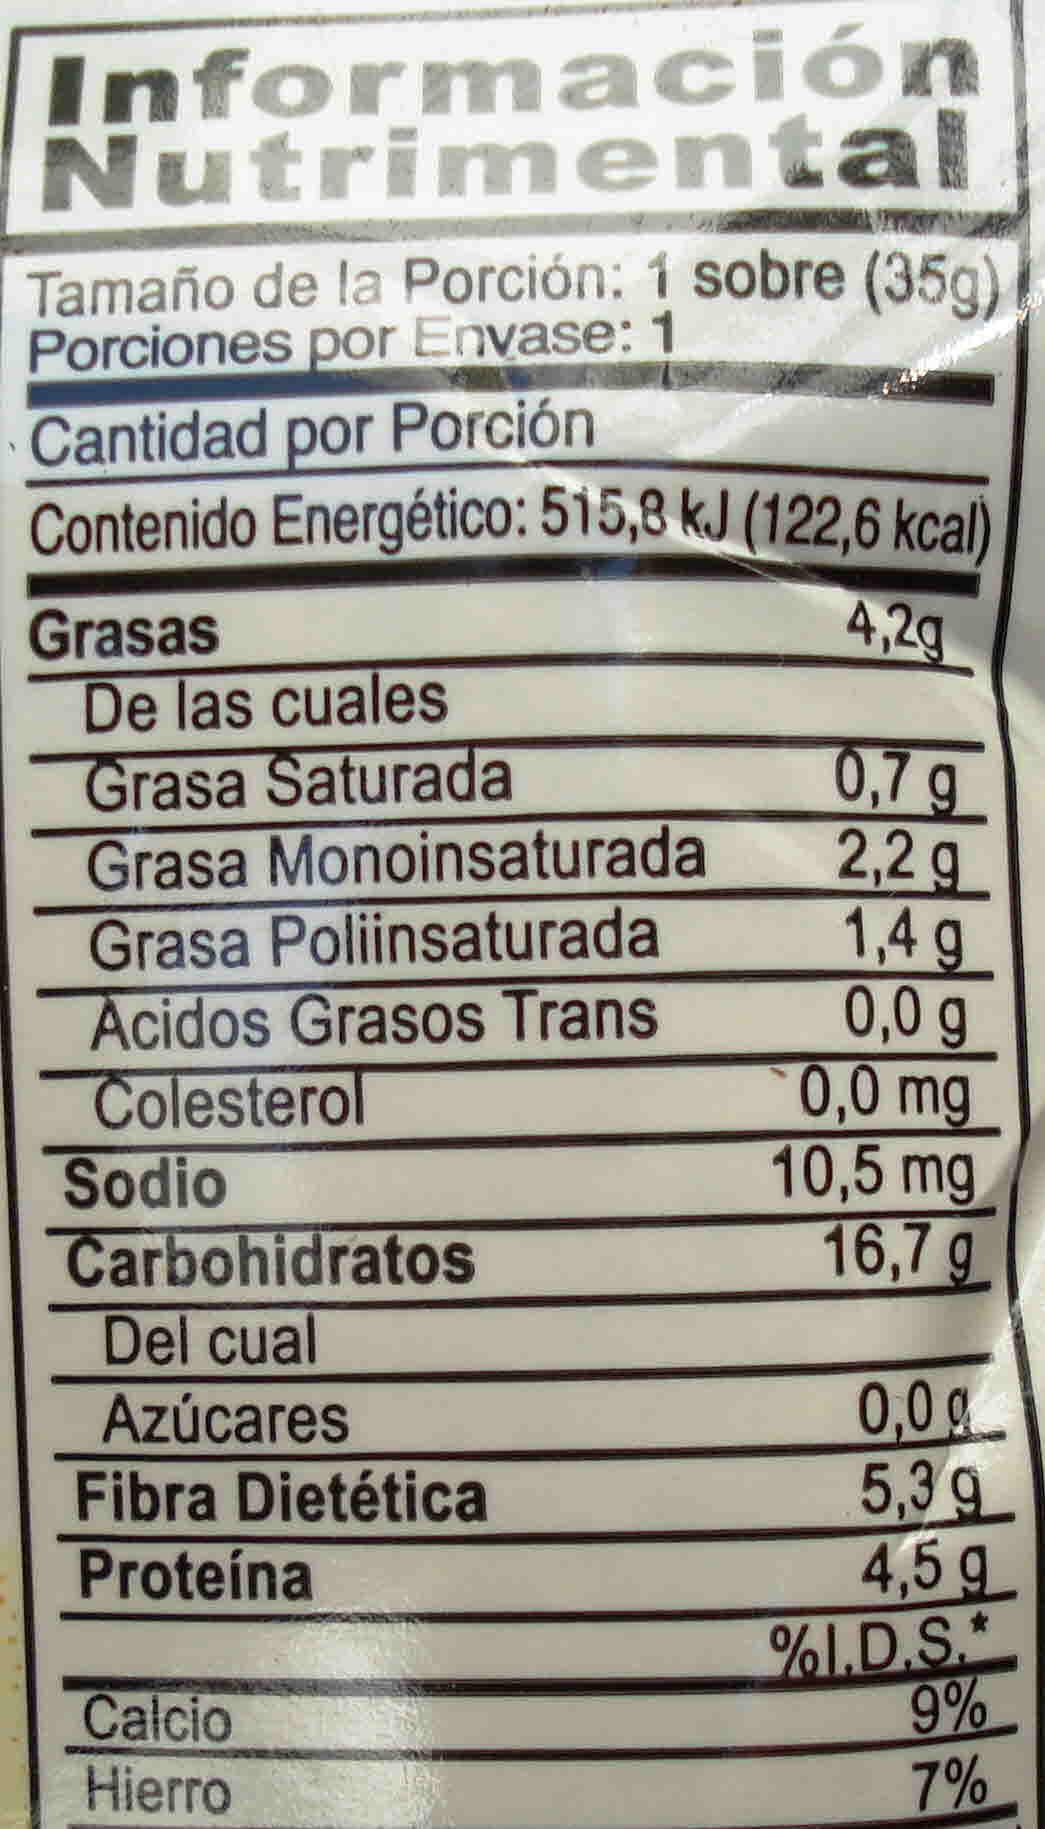 Información
Nutrimental
Tamaño de la Porción: 1 sobre (35g)
Porciones por Envase: 1
Cantidad por Porción
Contenido Energético: 515,8 kJ (122,6 kcal)
Grasas 4,2g
De las cuales
Grasa Saturada 0,7 g
Grasa Monoinsaturada 2,2 g
Grasa Poliinsaturada 1,4 g
Ácidos Grasos Trans 0,0 g
Colesterol 0,0 mg
Sodio 10,5 mg
Carbohidratos 16,7 g
Del cual
Azúcares 0,0 g
Fibra Dietética 5,3 g
Proteína 4,5 g
%I.D.S.*
Calcio 9%
Hierro 7%